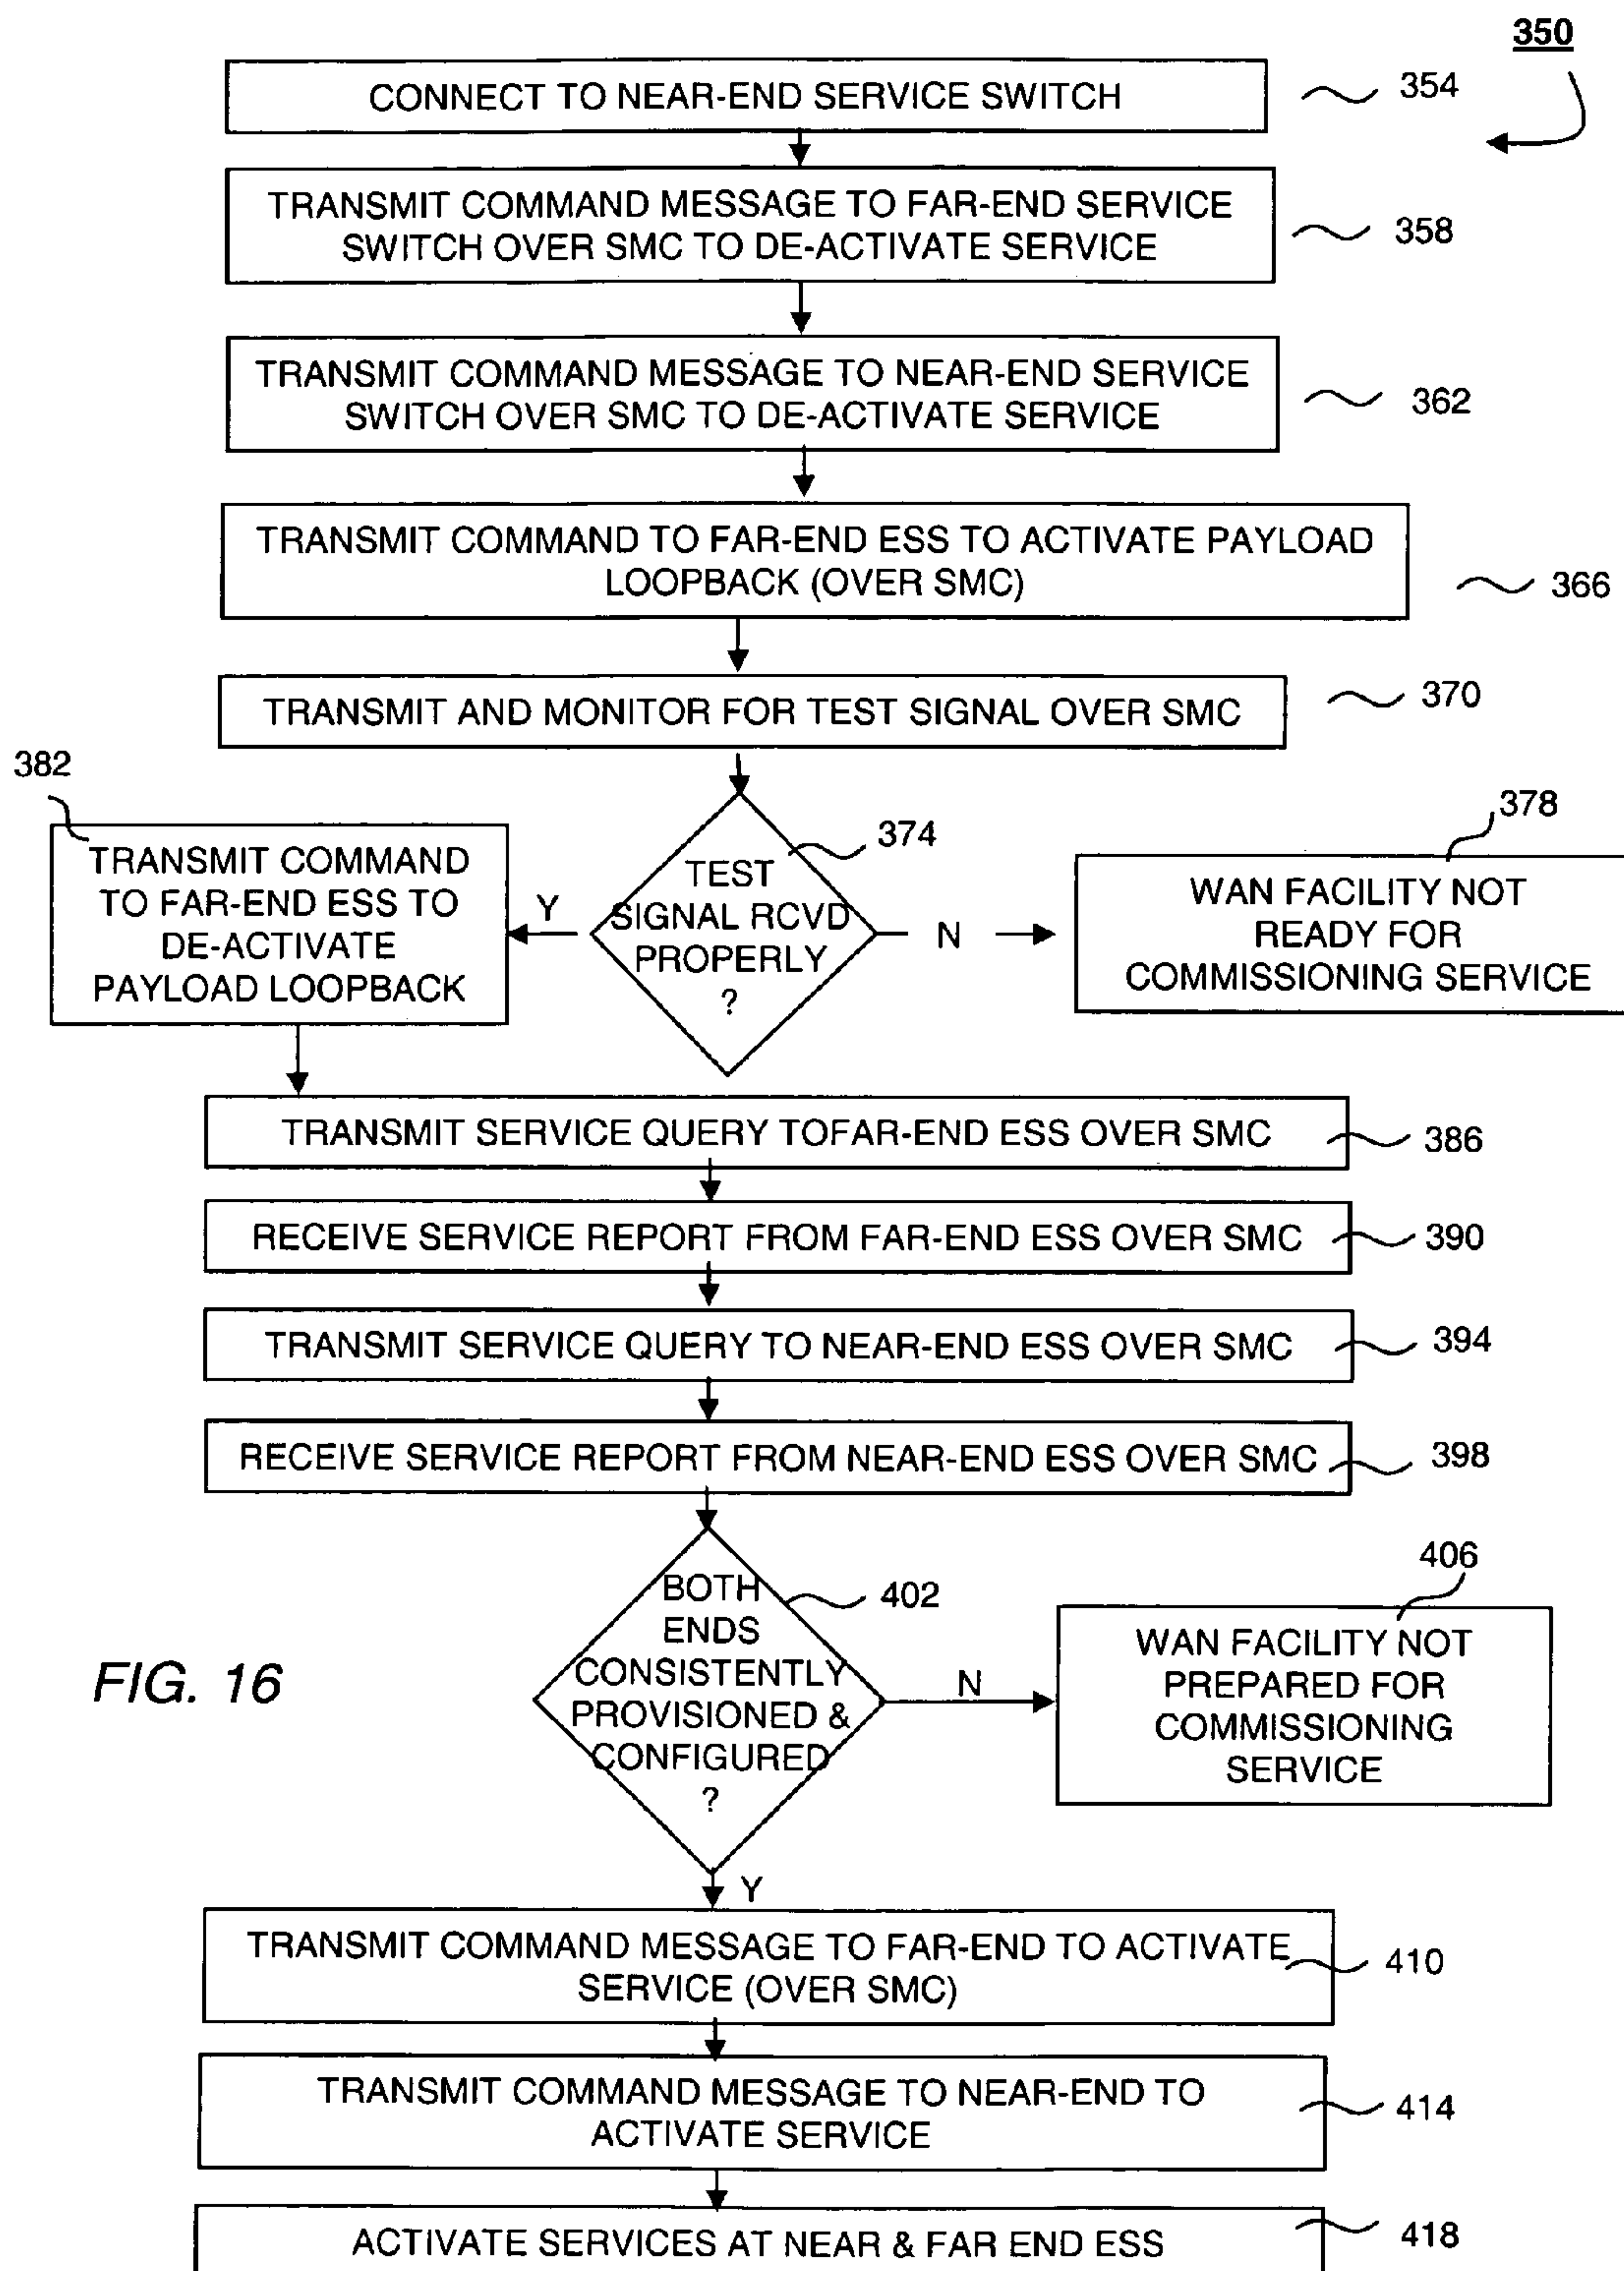 350
CONNECT TO NEAR-END SERVICE SWITCH
354
TRANSMIT COMMAND MESSAGE TO FAR-END SERVICE
SWITCH OVER SMC TO DE-ACTIVATE SERVICE
358
TRANSMIT COMMAND MESSAGE TO NEAR-END SERVICE
SWITCH OVER SMC TO DE-ACTIVATE SERVICE
362
TRANSMIT COMMAND TO FAR-END ESS TO ACTIVATE PAYLOAD
LOOPBACK (OVER SMC)
366
TRANSMIT AND MONITOR FOR TEST SIGNAL OVER SMC
370
382
TRANSMIT COMMAND
TO FAR-END ESS TO
DE-ACTIVATE
PAYLOAD LOOPBACK
Y
374
TEST
SIGNAL RCVD
PROPERLY
?
N
378
WAN FACILITY NOT
READY FOR
COMMISSIONING SERVICE
TRANSMIT SERVICE QUERY TOFAR-END ESS OVER SMC
386
RECEIVE SERVICE REPORT FROM FAR-END ESS OVER SMC
390
TRANSMIT SERVICE QUERY TO NEAR-END ESS OVER SMC
394
RECEIVE SERVICE REPORT FROM NEAR-END ESS OVER SMC
398
BOTH
ENDS
CONSISTENTLY
PROVISIONED &
CONFIGURED
?
402
N
406
WAN FACILITY NOT
PREPARED FOR
COMMISSIONING
SERVICE
FIG. 16
Y
TRANSMIT COMMAND MESSAGE TO FAR-END TO ACTIVATE
SERVICE (OVER SMC)
410
TRANSMIT COMMAND MESSAGE TO NEAR-END TO
ACTIVATE SERVICE
414
ACTIVATE SERVICES AT NEAR & FAR END ESS
418